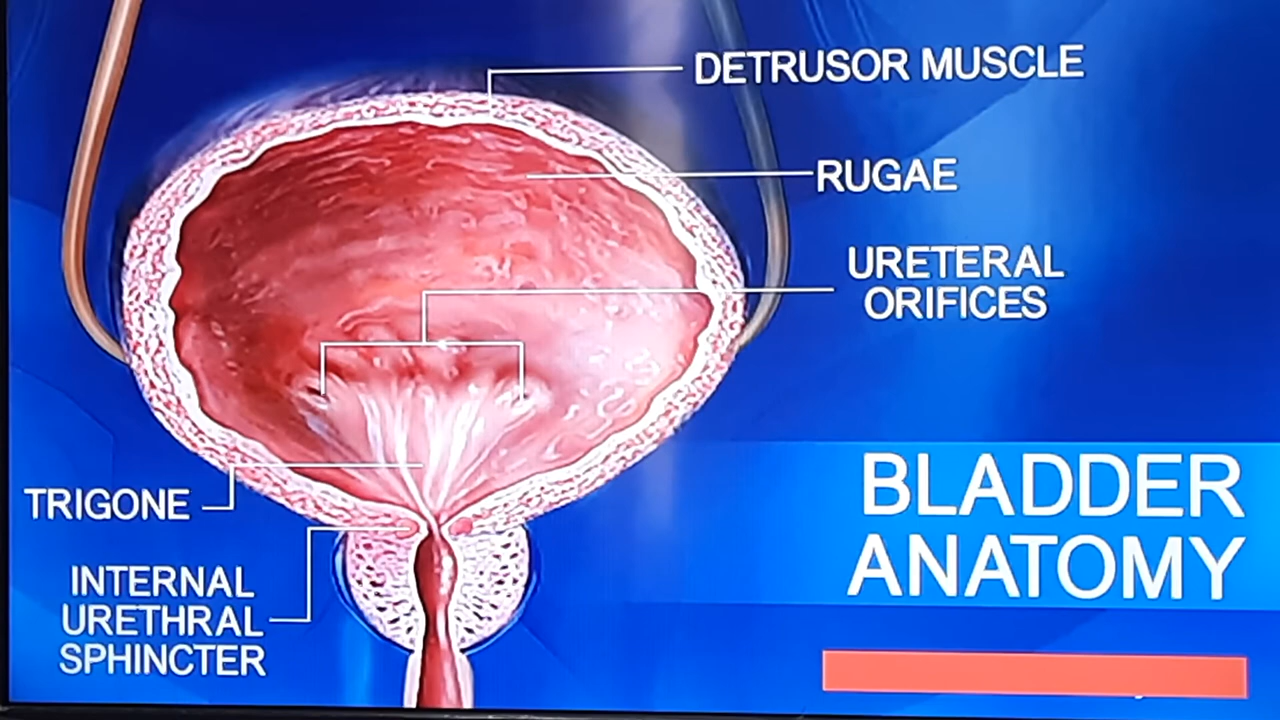 DETRUSOR MUSCLE
RUGAE
URETERAL
ORIFICES
TRIGONE
INTERNAL
URETHRAL
SPHINCTER
BLADDER
ANATOMY